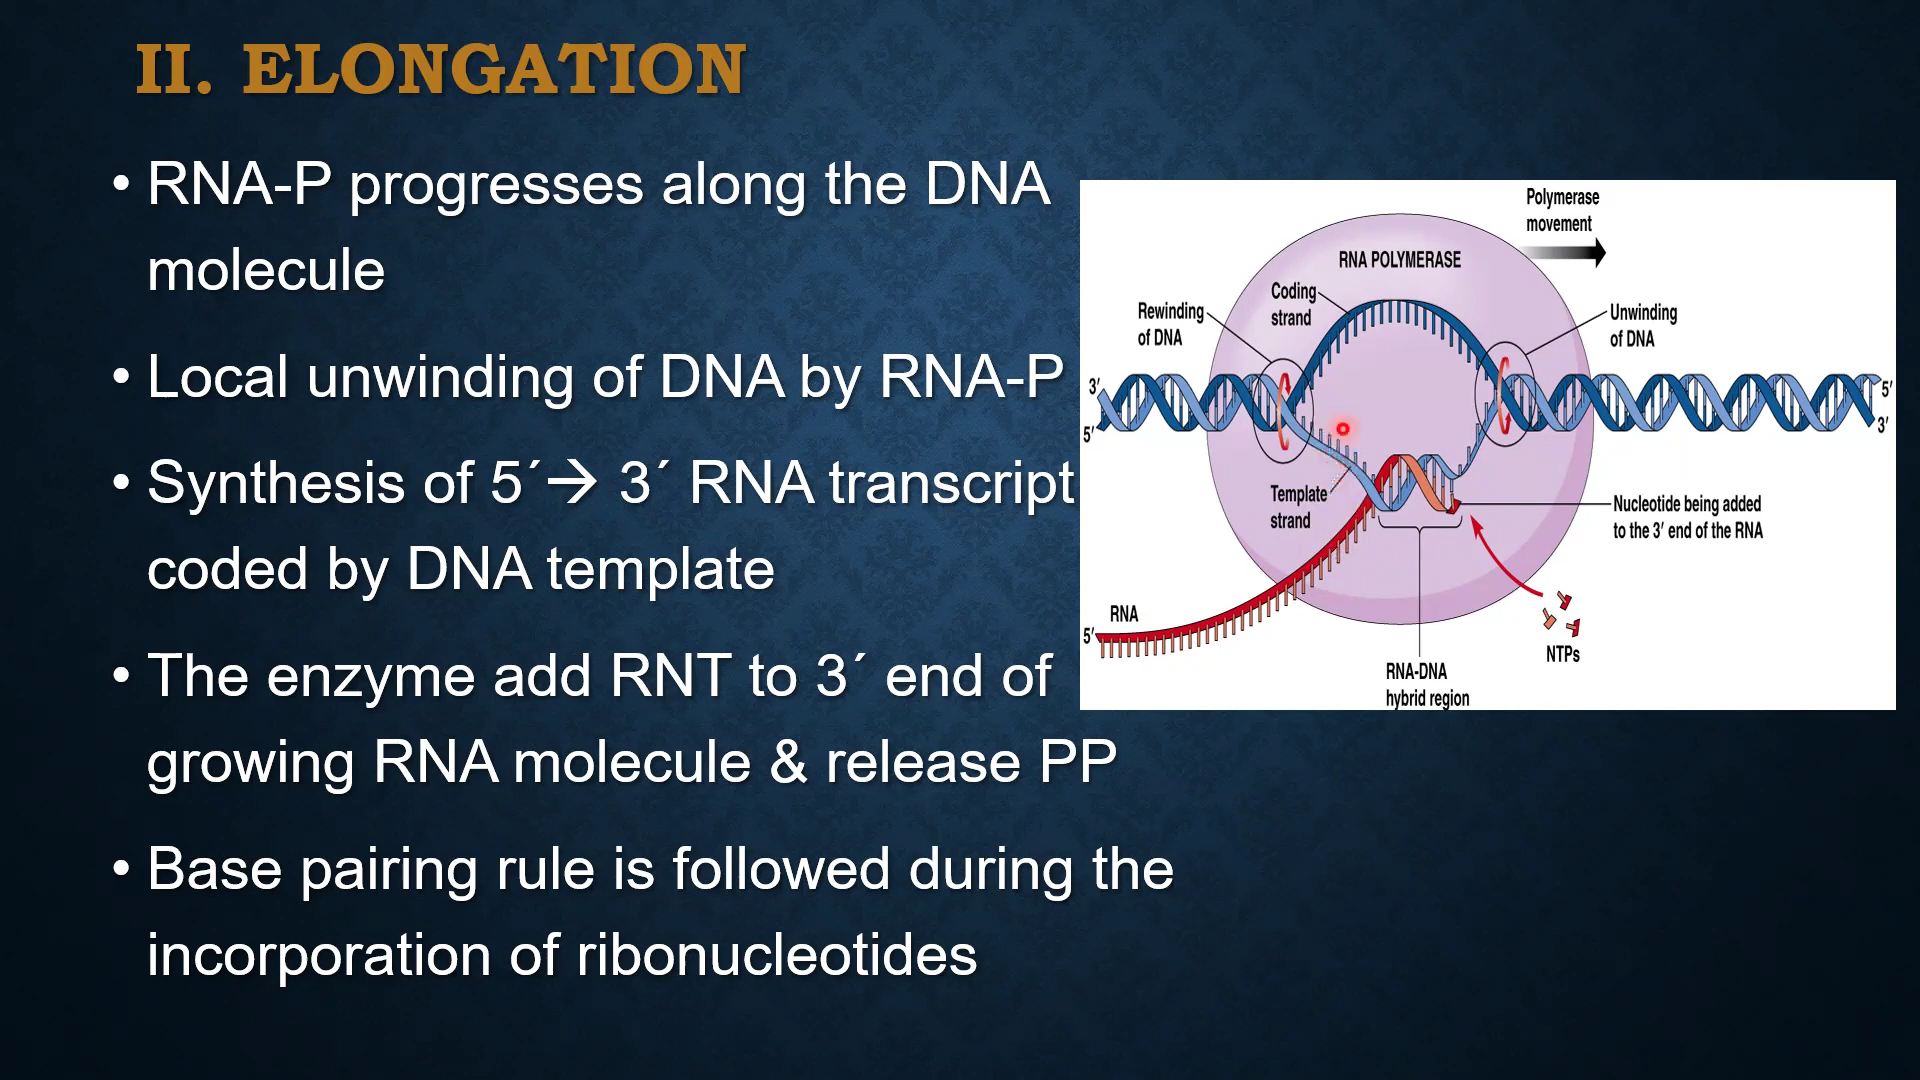 II. ELONGATION
• RNA-P progresses along the DNA
molecule
• Local unwinding of DNA by RNA-P
• Synthesis of 5´→ 3´ RNA transcript
coded by DNA template
• The enzyme add RNT to 3´ end of
growing RNA molecule & release PP
• Base pairing rule is followed during the
incorporation of ribonucleotides
Polymerase
movement
RNA POLYMERASE
Coding
strand
Rewinding
of DNA
Unwinding
of DNA
3′
5′
5′
3′
Template
strand
Nucleotide being added
to the 3′ end of the RNA
RNA
5′
NTPs
RNA-DNA
hybrid region